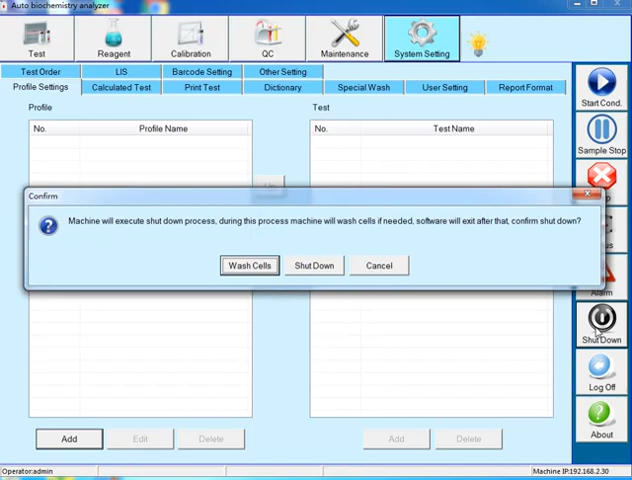 Auto biochemistry analyzer
Test
Reagent
Calibration
QC
Maintenance
System Setting
Test Order
LIS
Barcode Setting
Other Setting
Profile Settings
Calculated Test
Print Test
Dictionary
Special Wash
User Setting
Report Format
Profile
Test
No.
Profile Name
No.
Test Name
Confirm
Machine will execute shut down process, during this process machine will wash cells if needed, software will exit after that, confirm shut down?
Wash Cells
Shut Down
Cancel
Start Cond.
Sample Stop
Alarm
Shut Down
Log Off
About
Add
Edit
Delete
Add
Delete
Operator:admin
Machine IP:192.168.2.30